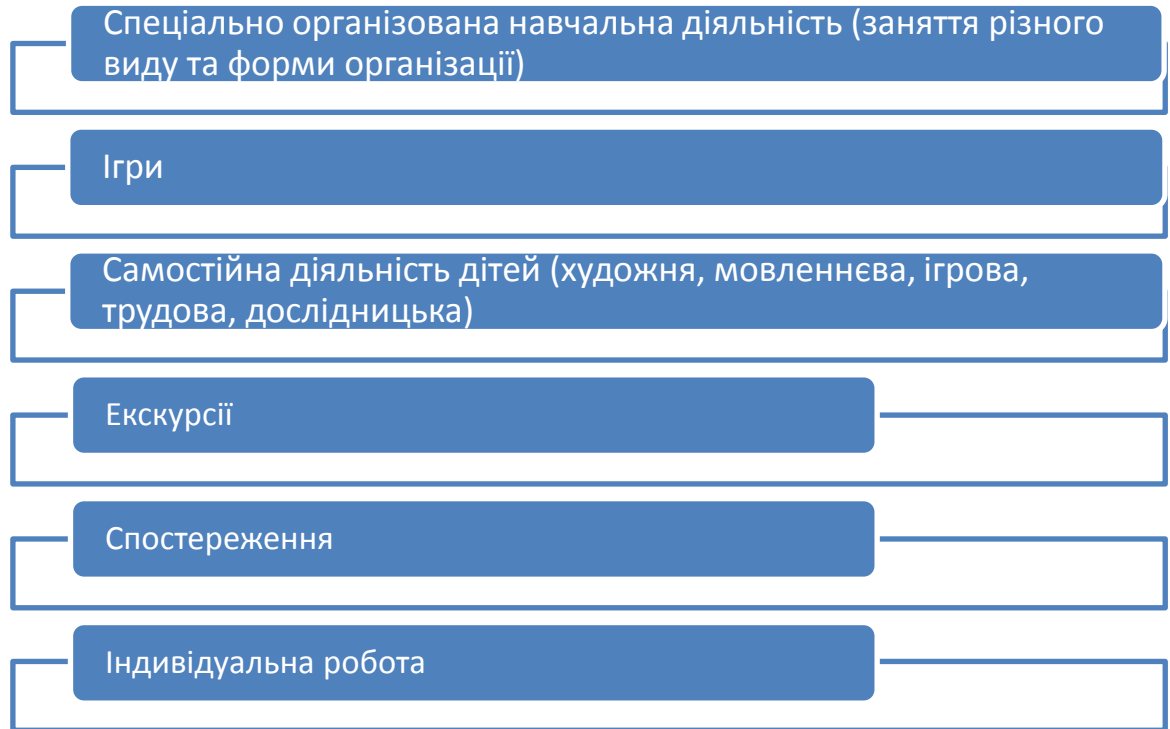 Спеціально організована навчальна діяльність (заняття різного
виду та форми організації)
Ігри
Самостійна діяльність дітей (художня, мовленнєва, ігрова,
трудова, дослідницька)
Екскурсії
Спостереження
Індивідуальна робота